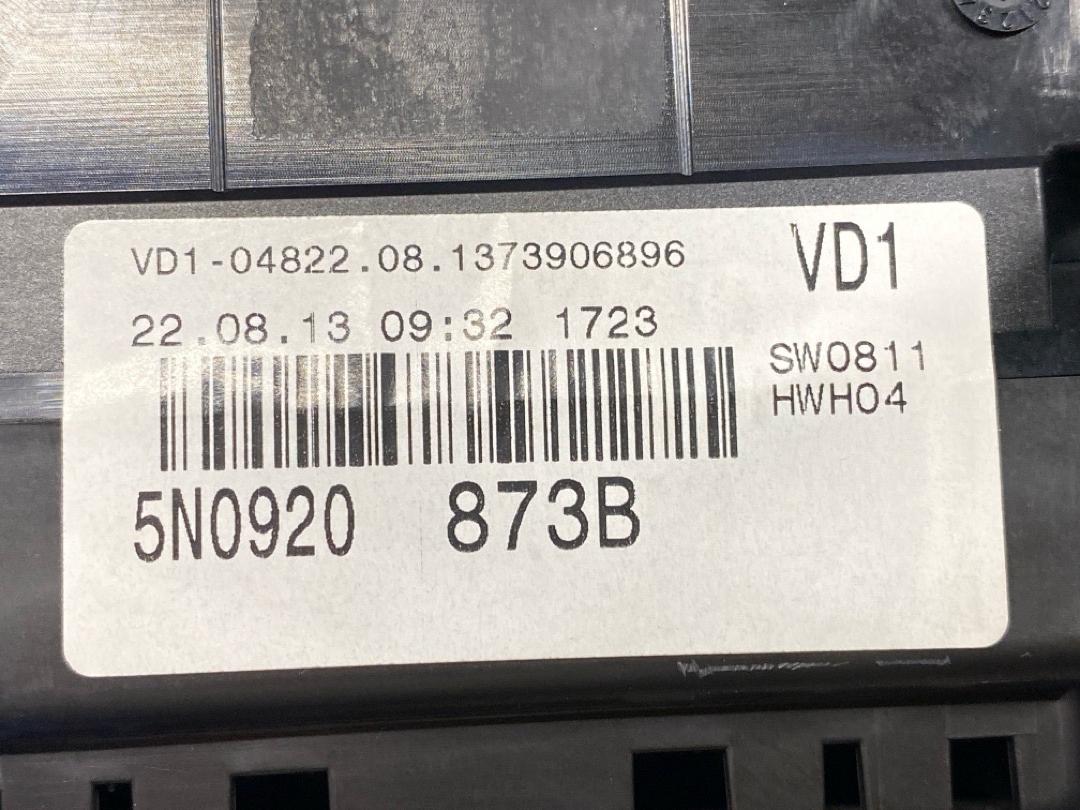 VD1-04822.08.1373906896
VD1
22.08.13 09:32 1723
SW0811
HWH04
5N0920 873B